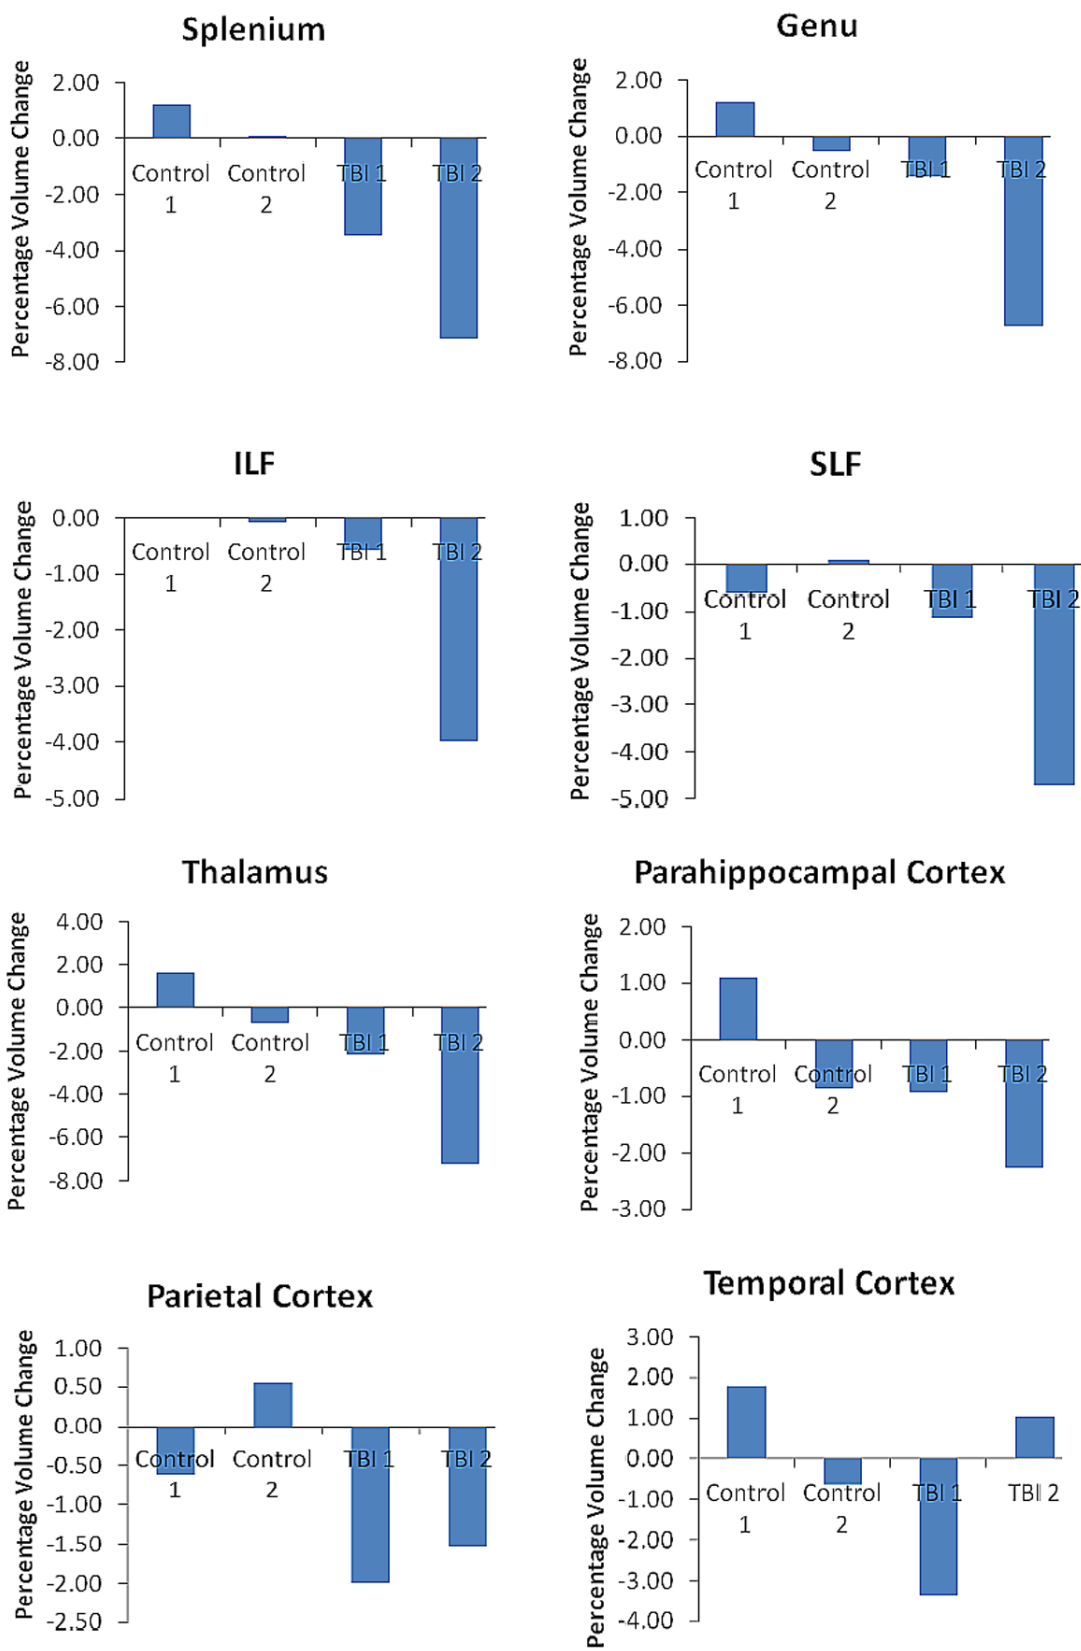 Splenium
Percentage Volume Change
2.00
0.00
-2.00
-4.00
-6.00
-8.00
Control
1
Control
2
TBI 1
TBI 2
Genu
Percentage Volume Change
2.00
0.00
-2.00
-4.00
-6.00
-8.00
Control
1
Control
2
TBI 1
TBI 2
ILF
Percentage Volume Change
0.00
-1.00
-2.00
-3.00
-4.00
-5.00
Control
1
Control
2
TBI 1
TBI 2
SLF
Percentage Volume Change
1.00
0.00
-1.00
-2.00
-3.00
-4.00
-5.00
Control
1
Control
2
TBI 1
TBI 2
Thalamus
Percentage Volume Change
4.00
2.00
0.00
-2.00
-4.00
-6.00
-8.00
Control
1
Control
2
TBI 1
TBI 2
Parahippocampal Cortex
Percentage Volume Change
2.00
1.00
0.00
-1.00
-2.00
-3.00
Control
1
Control
2
TBI 1
TBI 2
Parietal Cortex
Percentage Volume Change
1.00
0.50
0.00
-0.50
-1.00
-1.50
-2.00
-2.50
Control
1
Control
2
TBI 1
TBI 2
Temporal Cortex
Percentage Volume Change
3.00
2.00
1.00
0.00
-1.00
-2.00
-3.00
-4.00
Control
1
Control
2
TBI 1
TBI 2